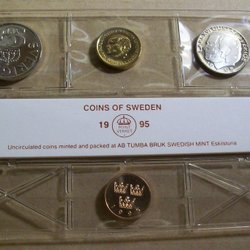 COINS OF SWEDEN
19 95
Uncirculated coins minted and packed at AB TUMBA BRUK SWEDISH MINT Eskilstuna